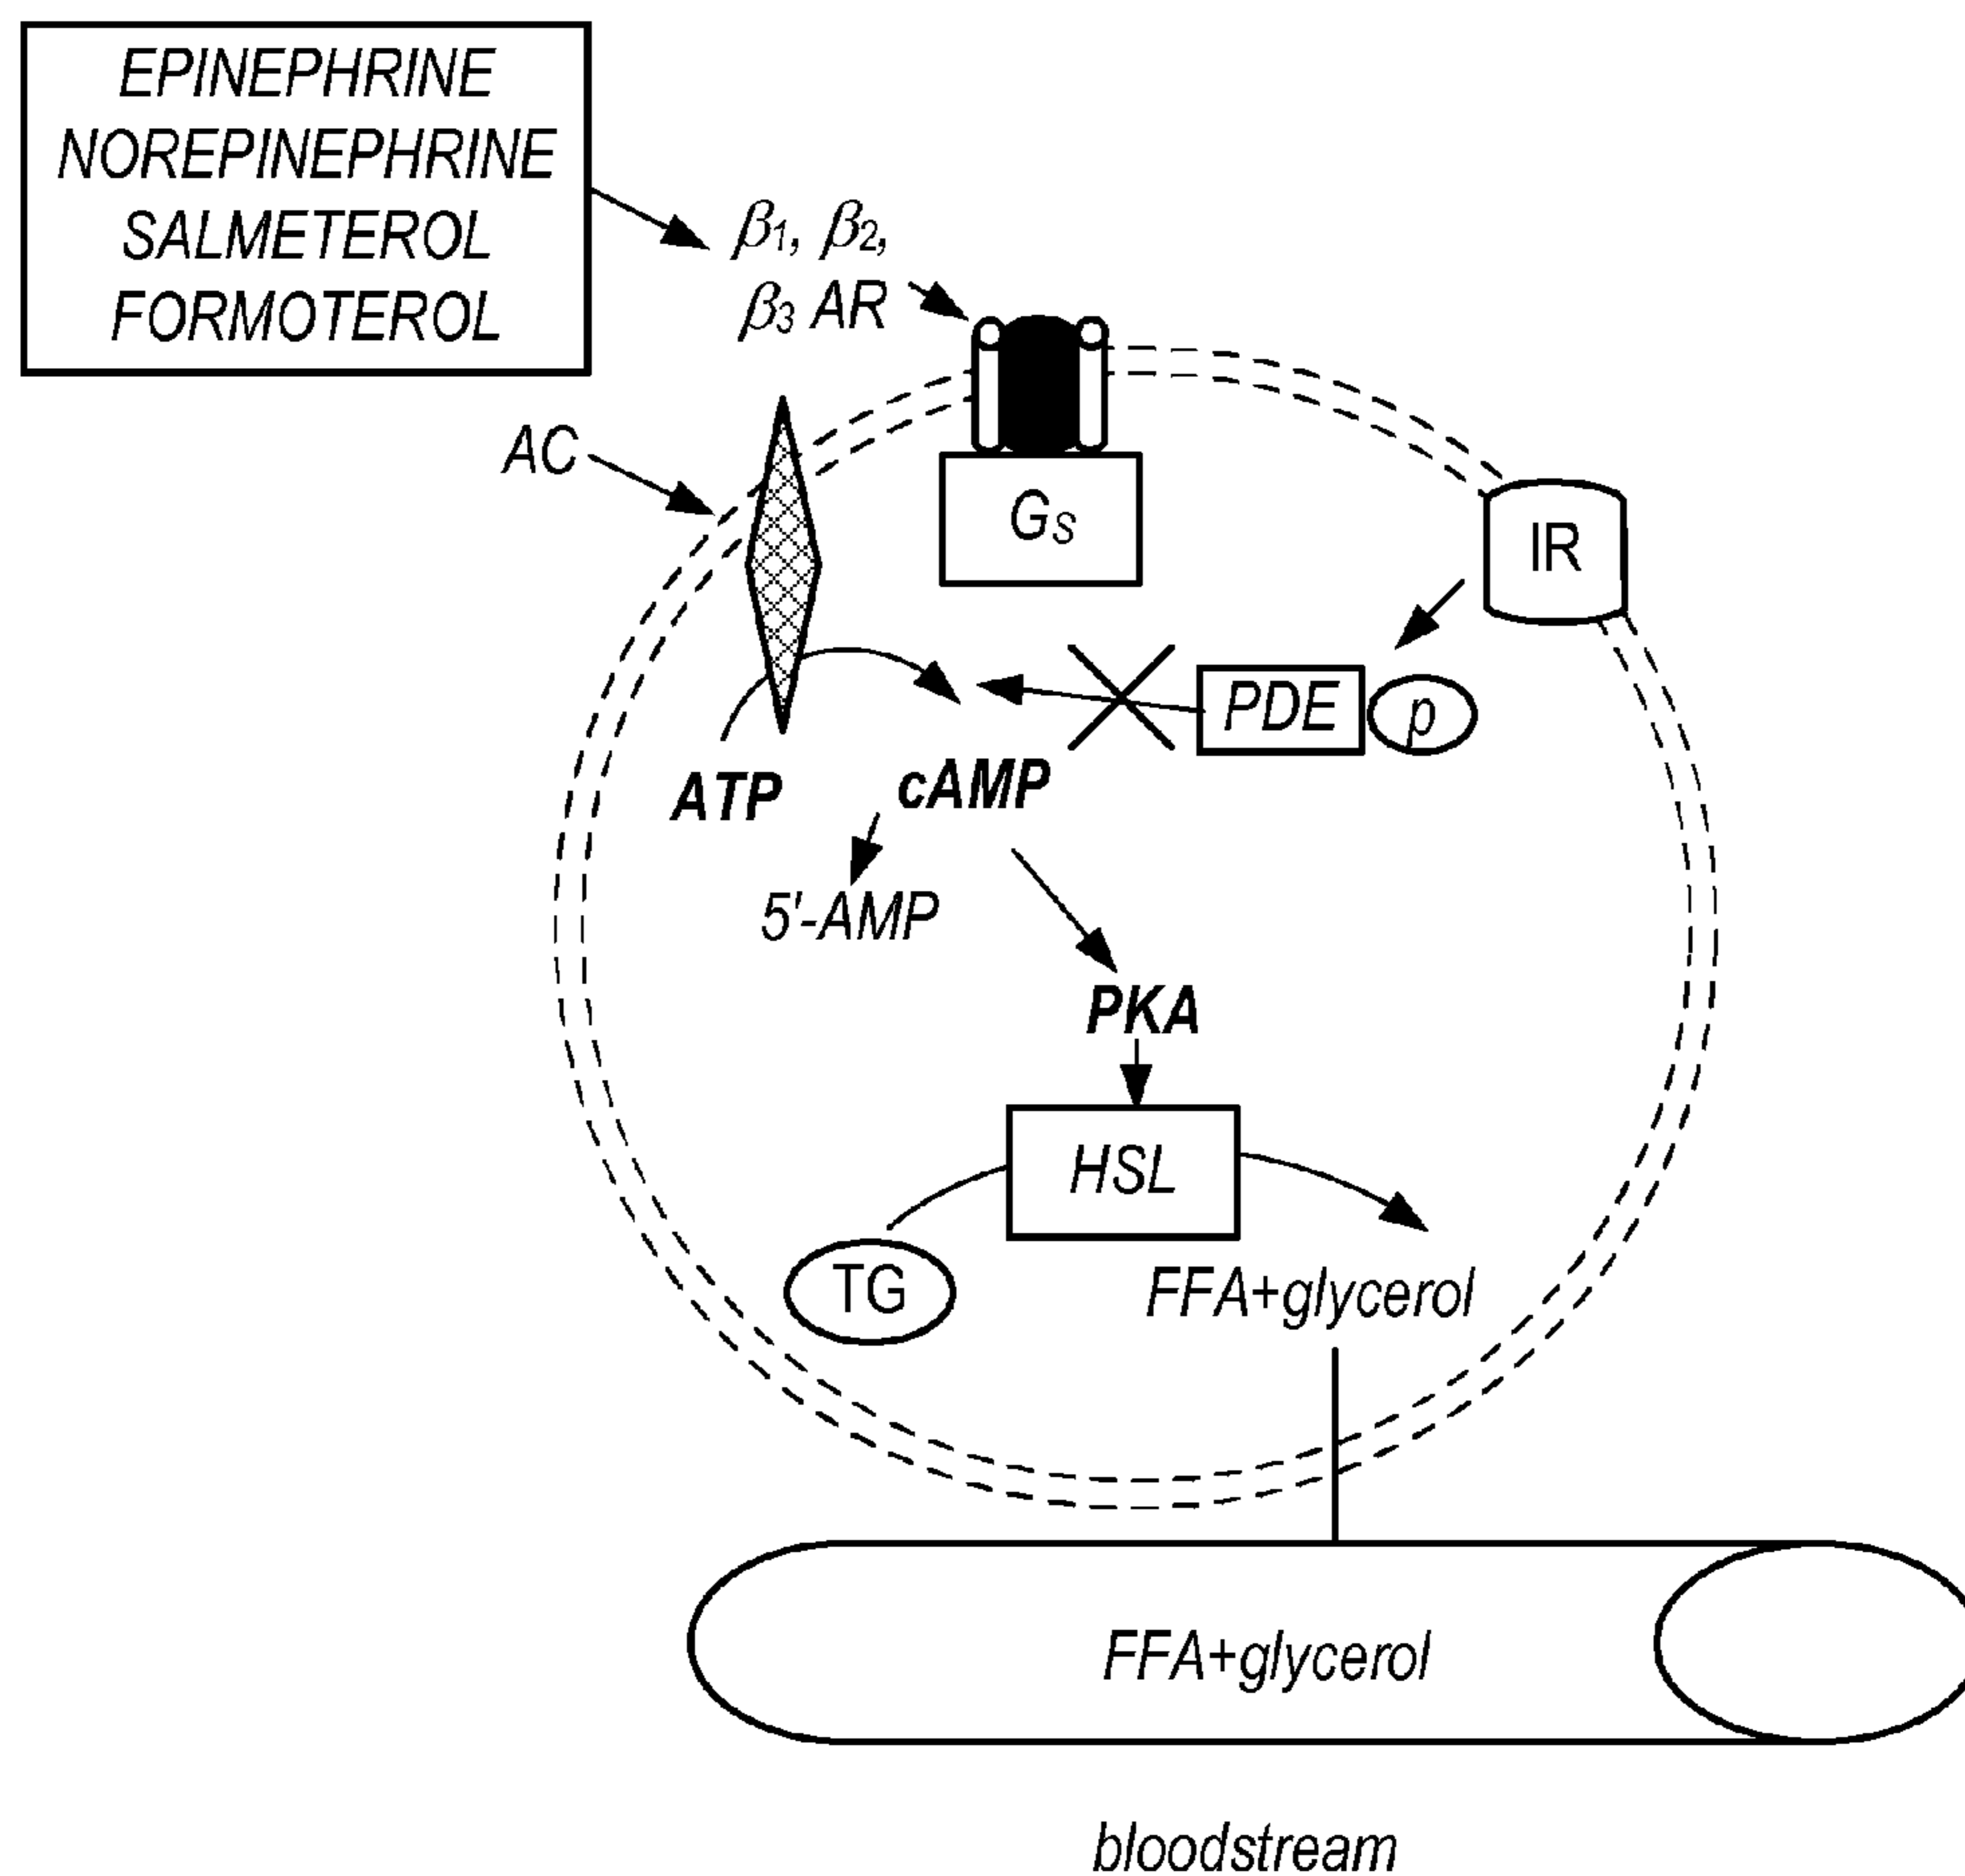 EPINEPHRINE
NOREPINEPHRINE
SALMETEROL
FORMOTEROL
β1, β2,
β3 AR
AC
GS
IR
PDE
p
ATP
cAMP
5'-AMP
PKA
HSL
TG
FFA+glycerol
FFA+glycerol
bloodstream